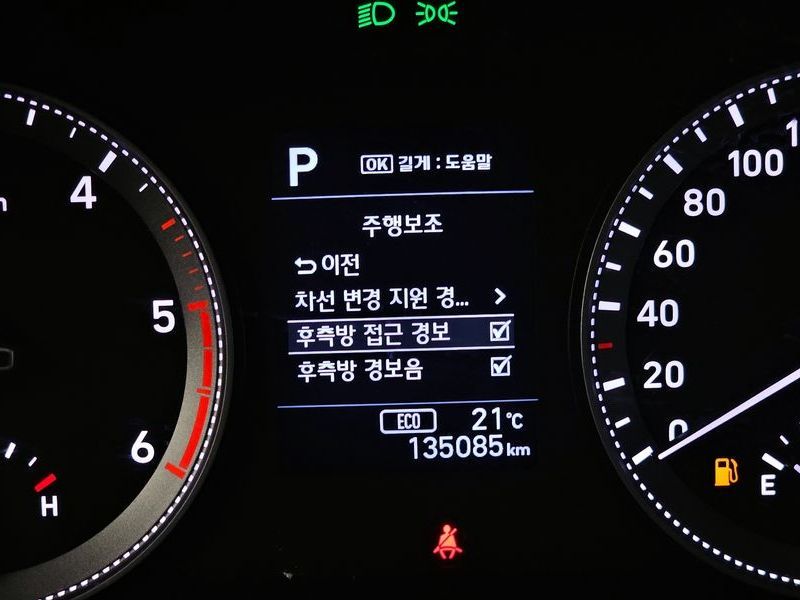 P
OK 길게 : 도움말
주행보조
이전
차선 변경 지원 경...
후측방 접근 경보
후측방 경보음
ECO 21℃
135085km
4
5
6
H
100
80
60
40
20
0
E